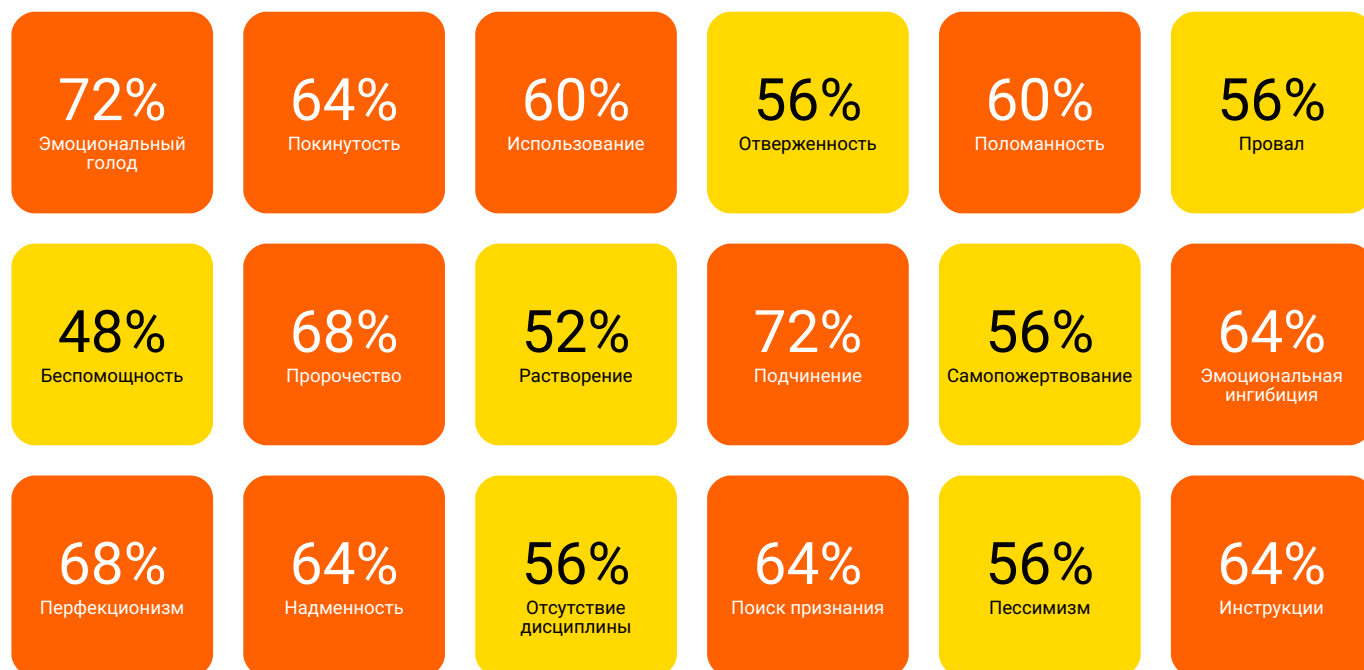 72%
Эмоциональный
голод
64%
Покинутость
60%
Использование
56%
Отверженность
60%
Поломанность
56%
Провал
48%
Беспомощность
68%
Пророчество
52%
Растворение
72%
Подчинение
56%
Самопожертвование
64%
Эмоциональная
ингибиция
68%
Перфекционизм
64%
Надменность
56%
Отсутствие
дисциплины
64%
Поиск признания
56%
Пессимизм
64%
Инструкции